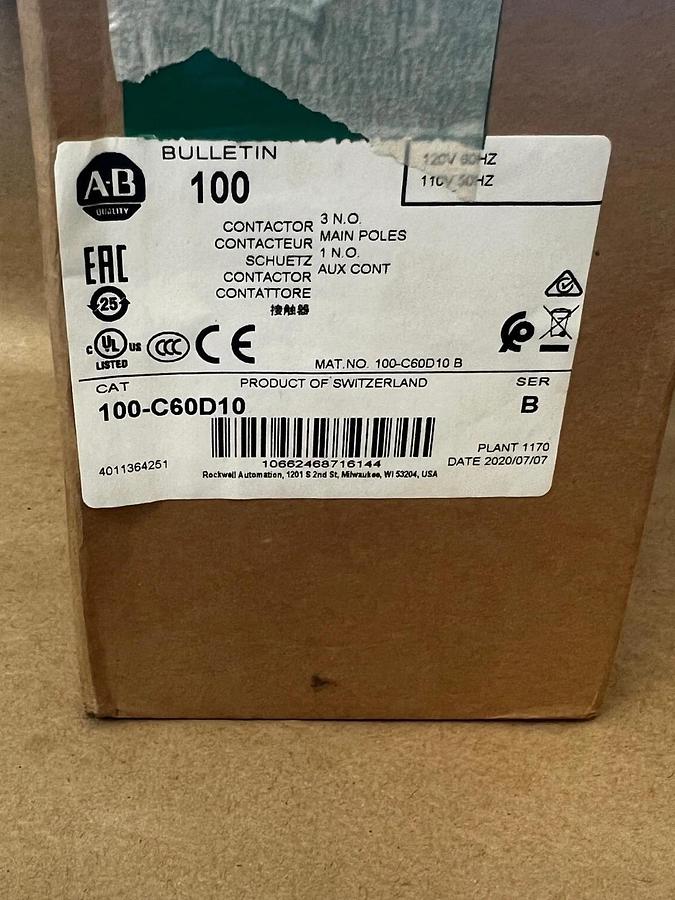 BULLETIN
100
120V 60HZ
110V 50HZ
A-B
QUALITY
CONTACTOR
CONTACTEUR
SCHUETZ
CONTACTOR
CONTATTORE
接触器
3 N.O.
MAIN POLES
1 N.O.
AUX CONT
EAC
25
C UL US
LISTED
CCC
CE
MAT.NO. 100-C60D10 B
CAT
PRODUCT OF SWITZERLAND
SER
100-C60D10
B
10662468716144
PLANT 1170
4011364251
DATE 2020/07/07
Rockwell Automation, 1201 S 2nd St, Milwaukee, WI 53204, USA